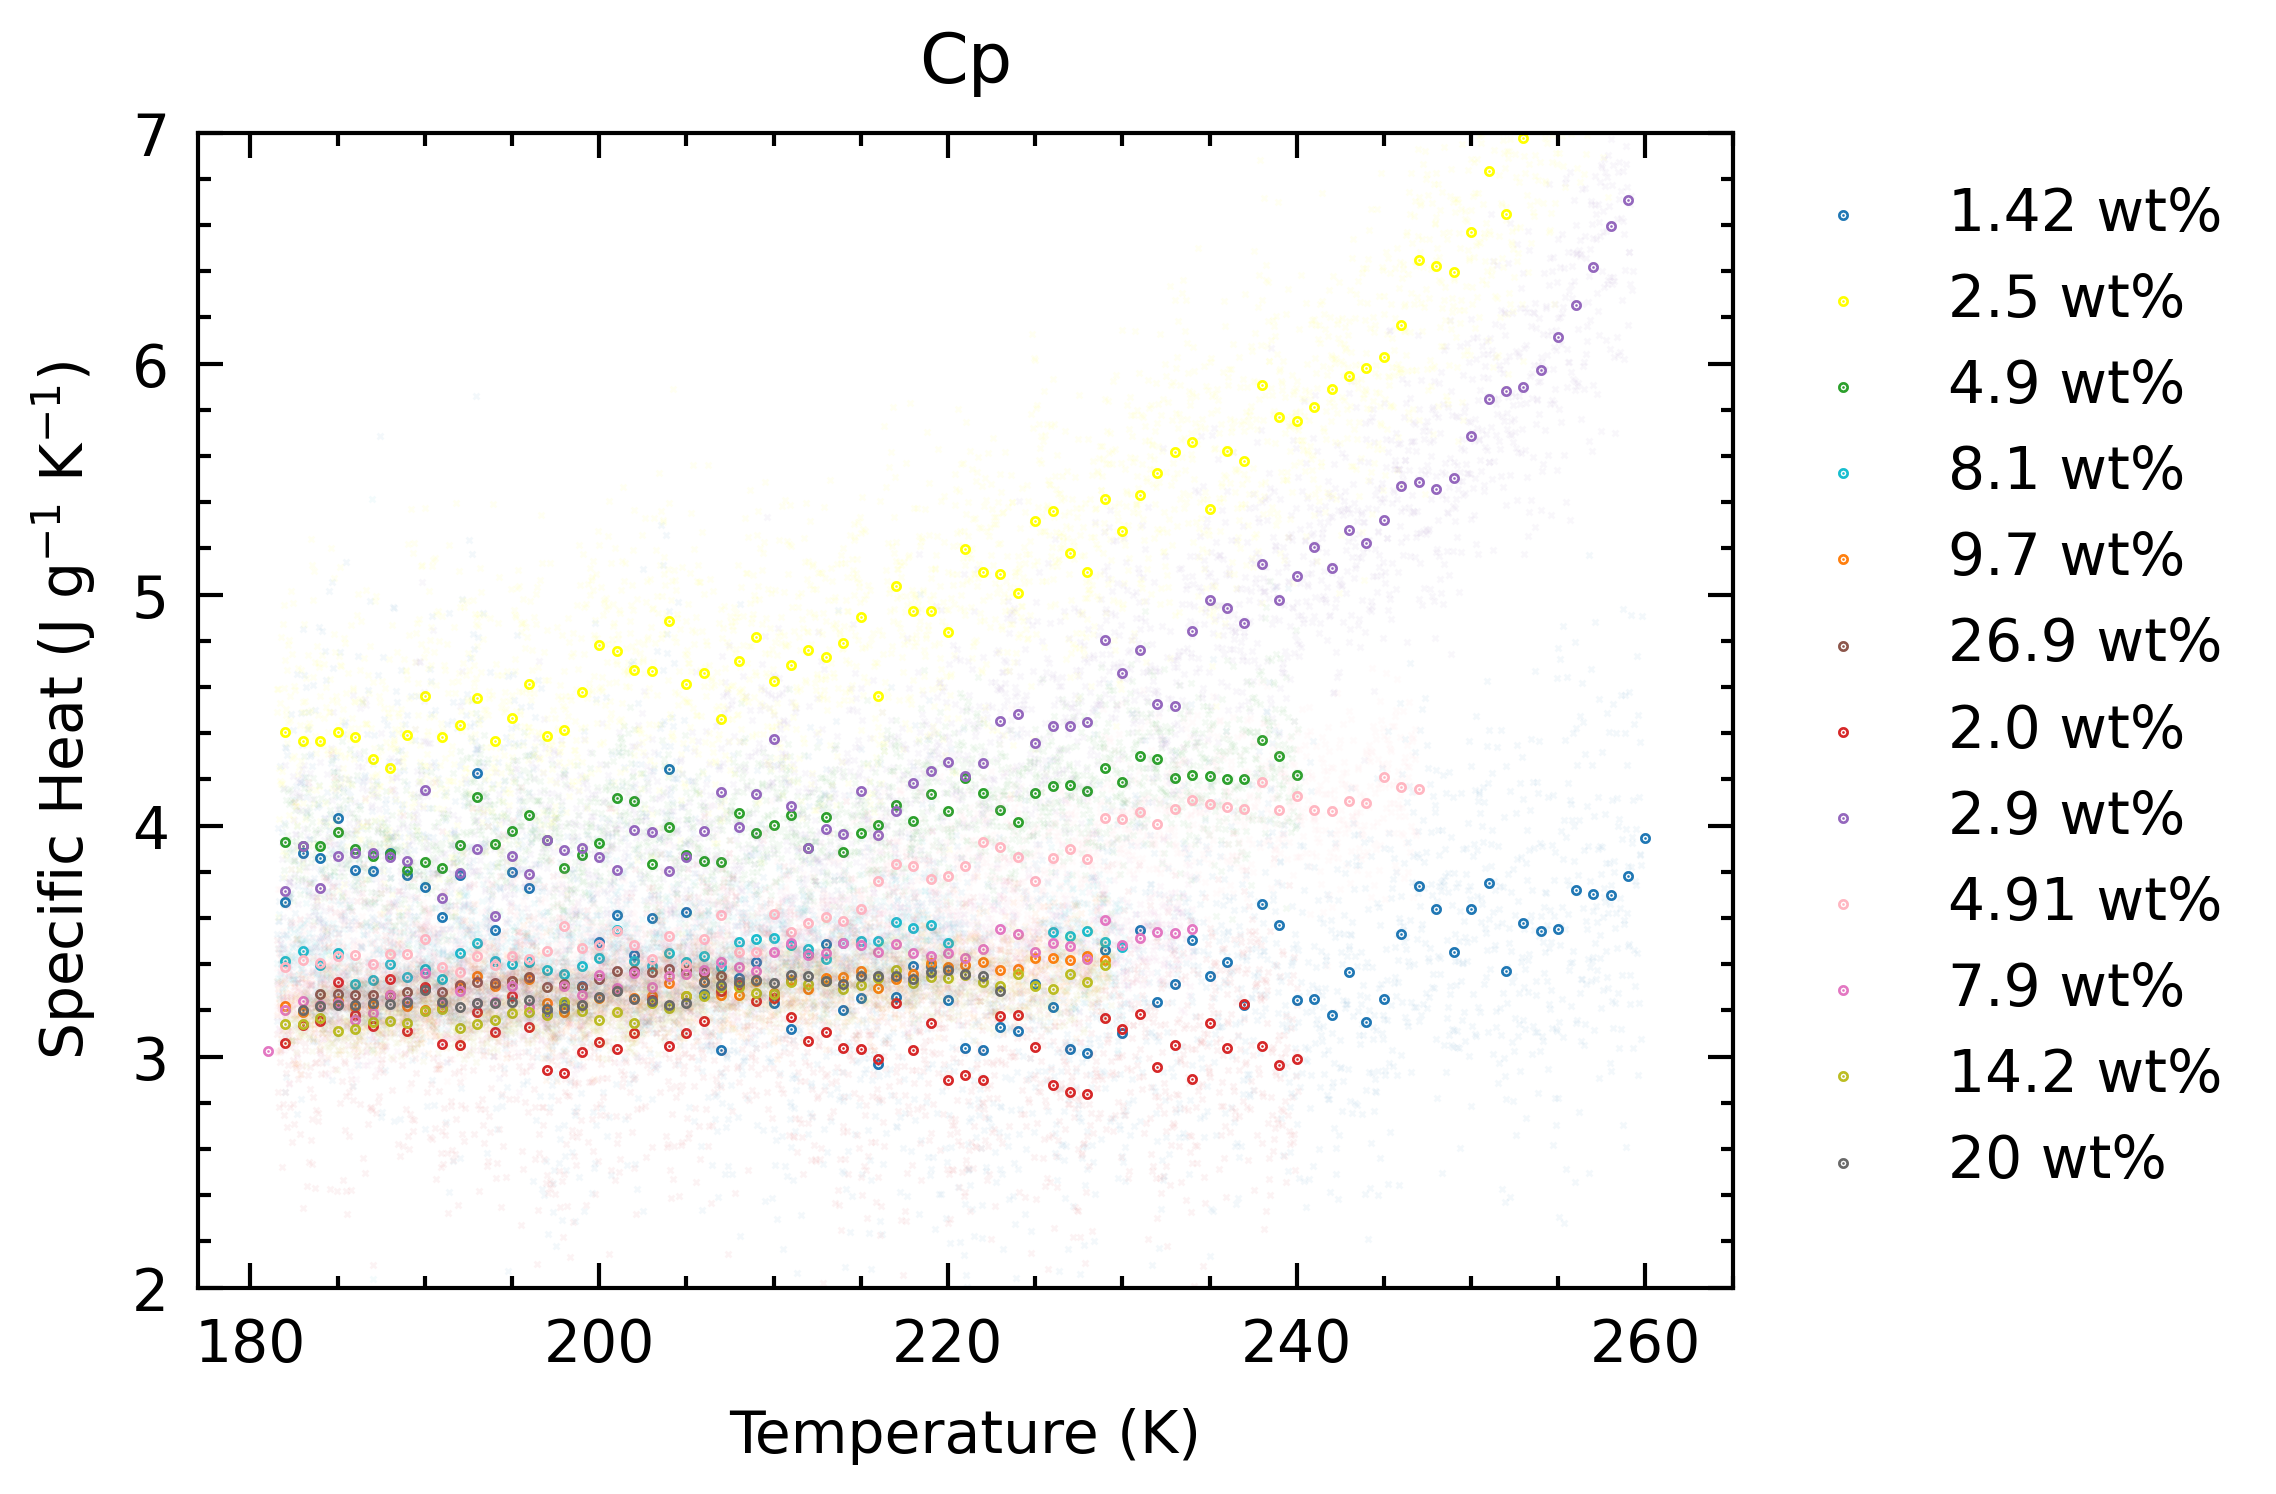 Cp
7
6
5
4
3
2
Specific Heat (J g⁻¹ K⁻¹)
180 200 220 240 260
Temperature (K)
1.42 wt%
2.5 wt%
4.9 wt%
8.1 wt%
9.7 wt%
26.9 wt%
2.0 wt%
2.9 wt%
4.91 wt%
7.9 wt%
14.2 wt%
20 wt%